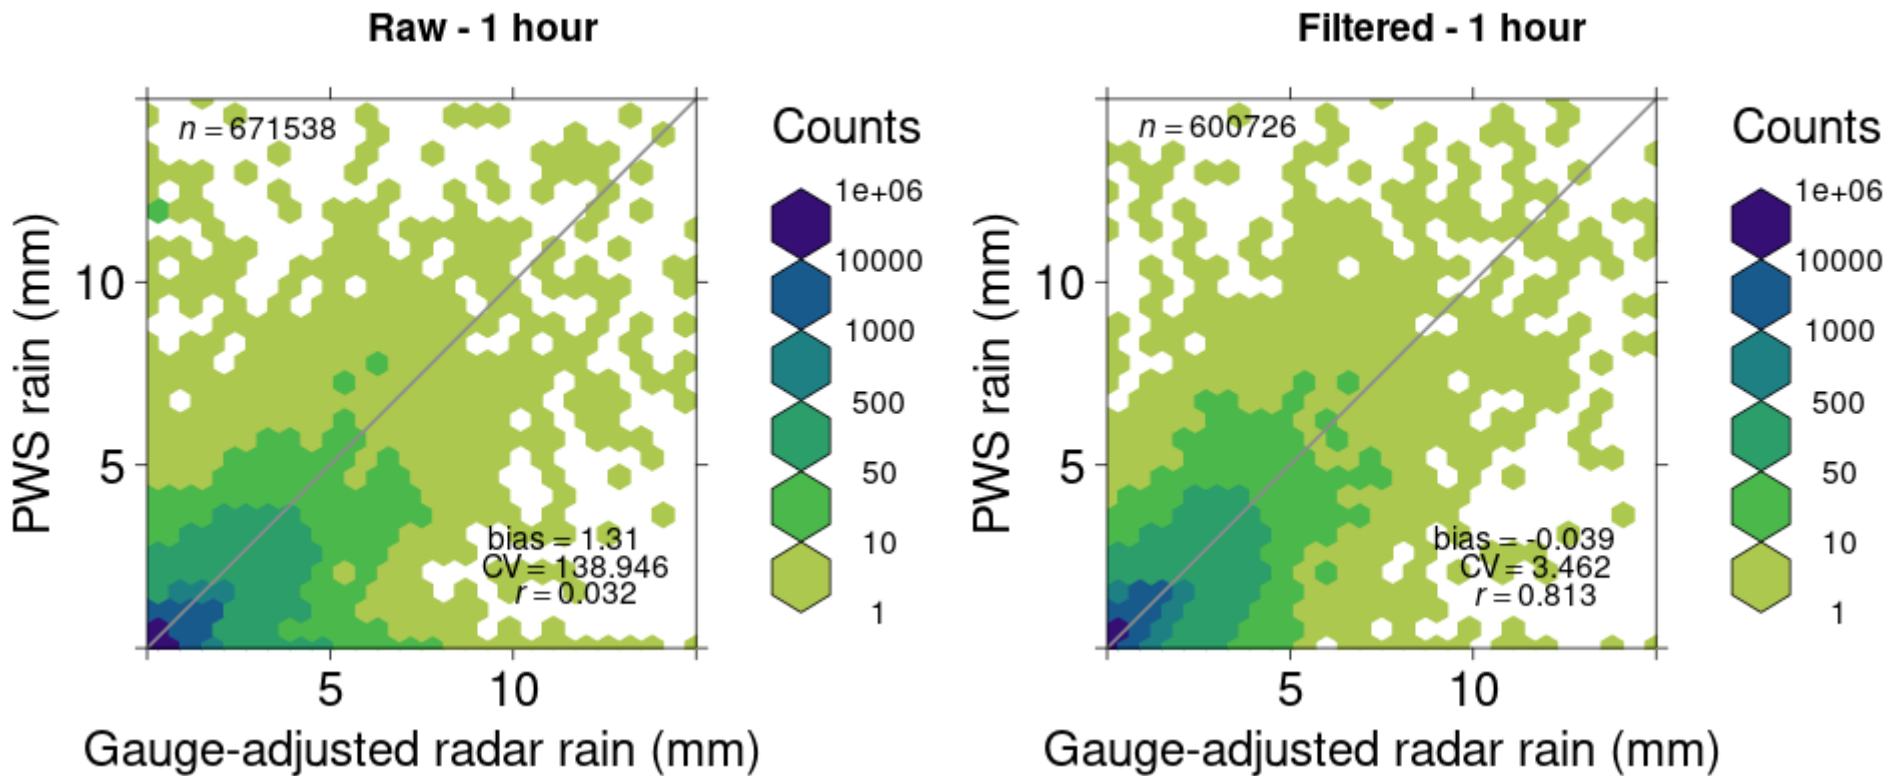 Raw - 1 hour
n = 671538
10
5
PWS rain (mm)
bias = 1.31
CV = 138.946
r = 0.032
5 10
Gauge-adjusted radar rain (mm)
Counts
1e+06
10000
1000
500
50
10
1
Filtered - 1 hour
n = 600726
10
5
PWS rain (mm)
bias = -0.039
CV = 3.462
r = 0.813
5 10
Gauge-adjusted radar rain (mm)
Counts
1e+06
10000
1000
500
50
10
1